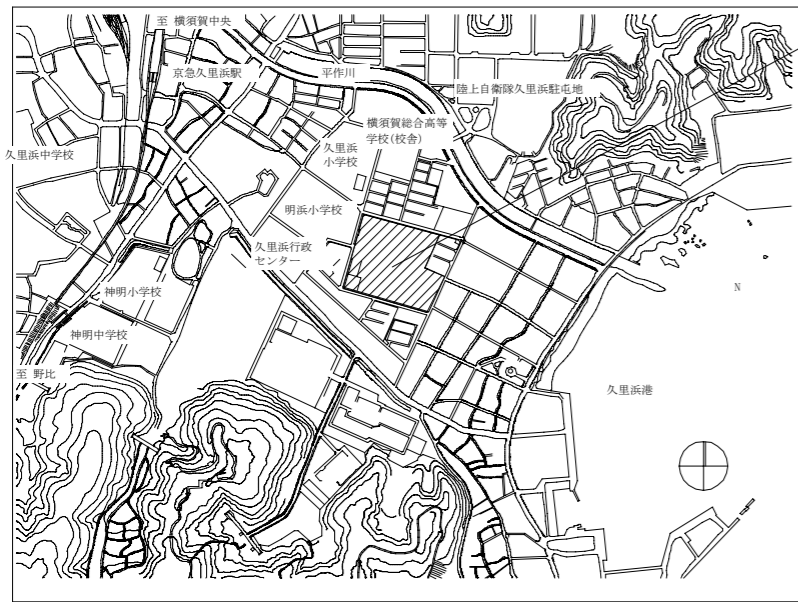 至 横須賀中央
京急久里浜駅
平作川
陸上自衛隊久里浜駐屯地
横須賀総合高等
学校(校舎)
久里浜中学校
久里浜
小学校
明浜小学校
久里浜行政
センター
神明小学校
N
神明中学校
至 野比
久里浜港